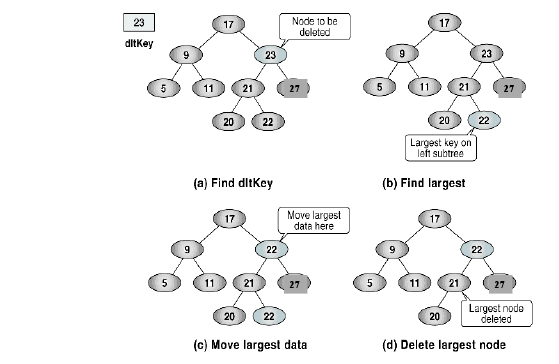 23
dltKey
17
Node to be
deleted
9
23
5
11
21
27
20
22
(a) Find dltKey
17
9
23
5
11
21
27
20
22
Largest key on
left subtree
(b) Find largest
17
Move largest
data here
9
22
5
11
21
27
20
22
(c) Move largest data
17
9
22
5
11
21
27
20
Largest node
deleted
(d) Delete largest node